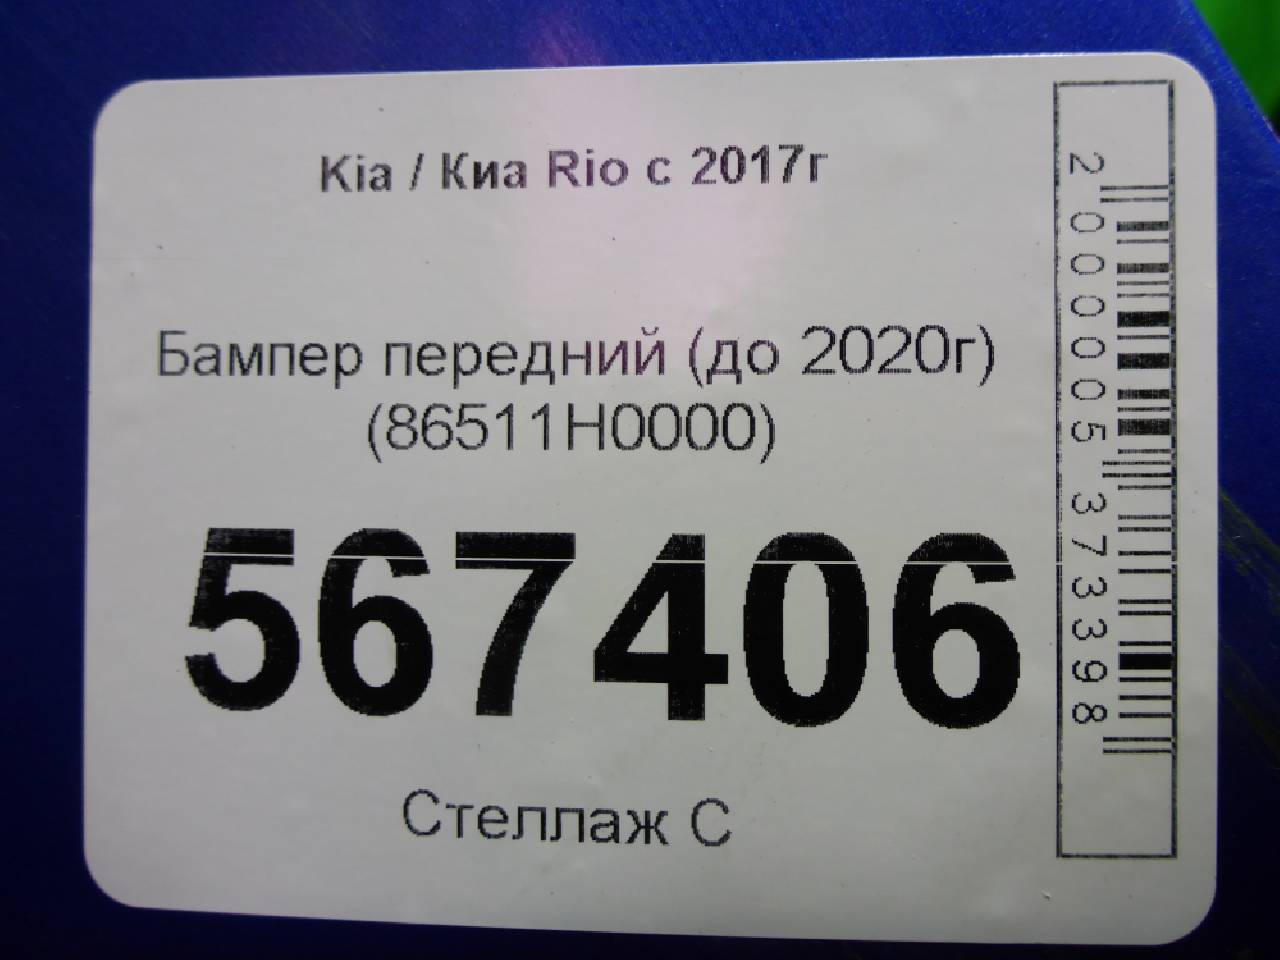 Kia / Киа Rio с 2017г
Бампер передний (до 2020г)
(86511H0000)
567406
Стеллаж С
2000005373398